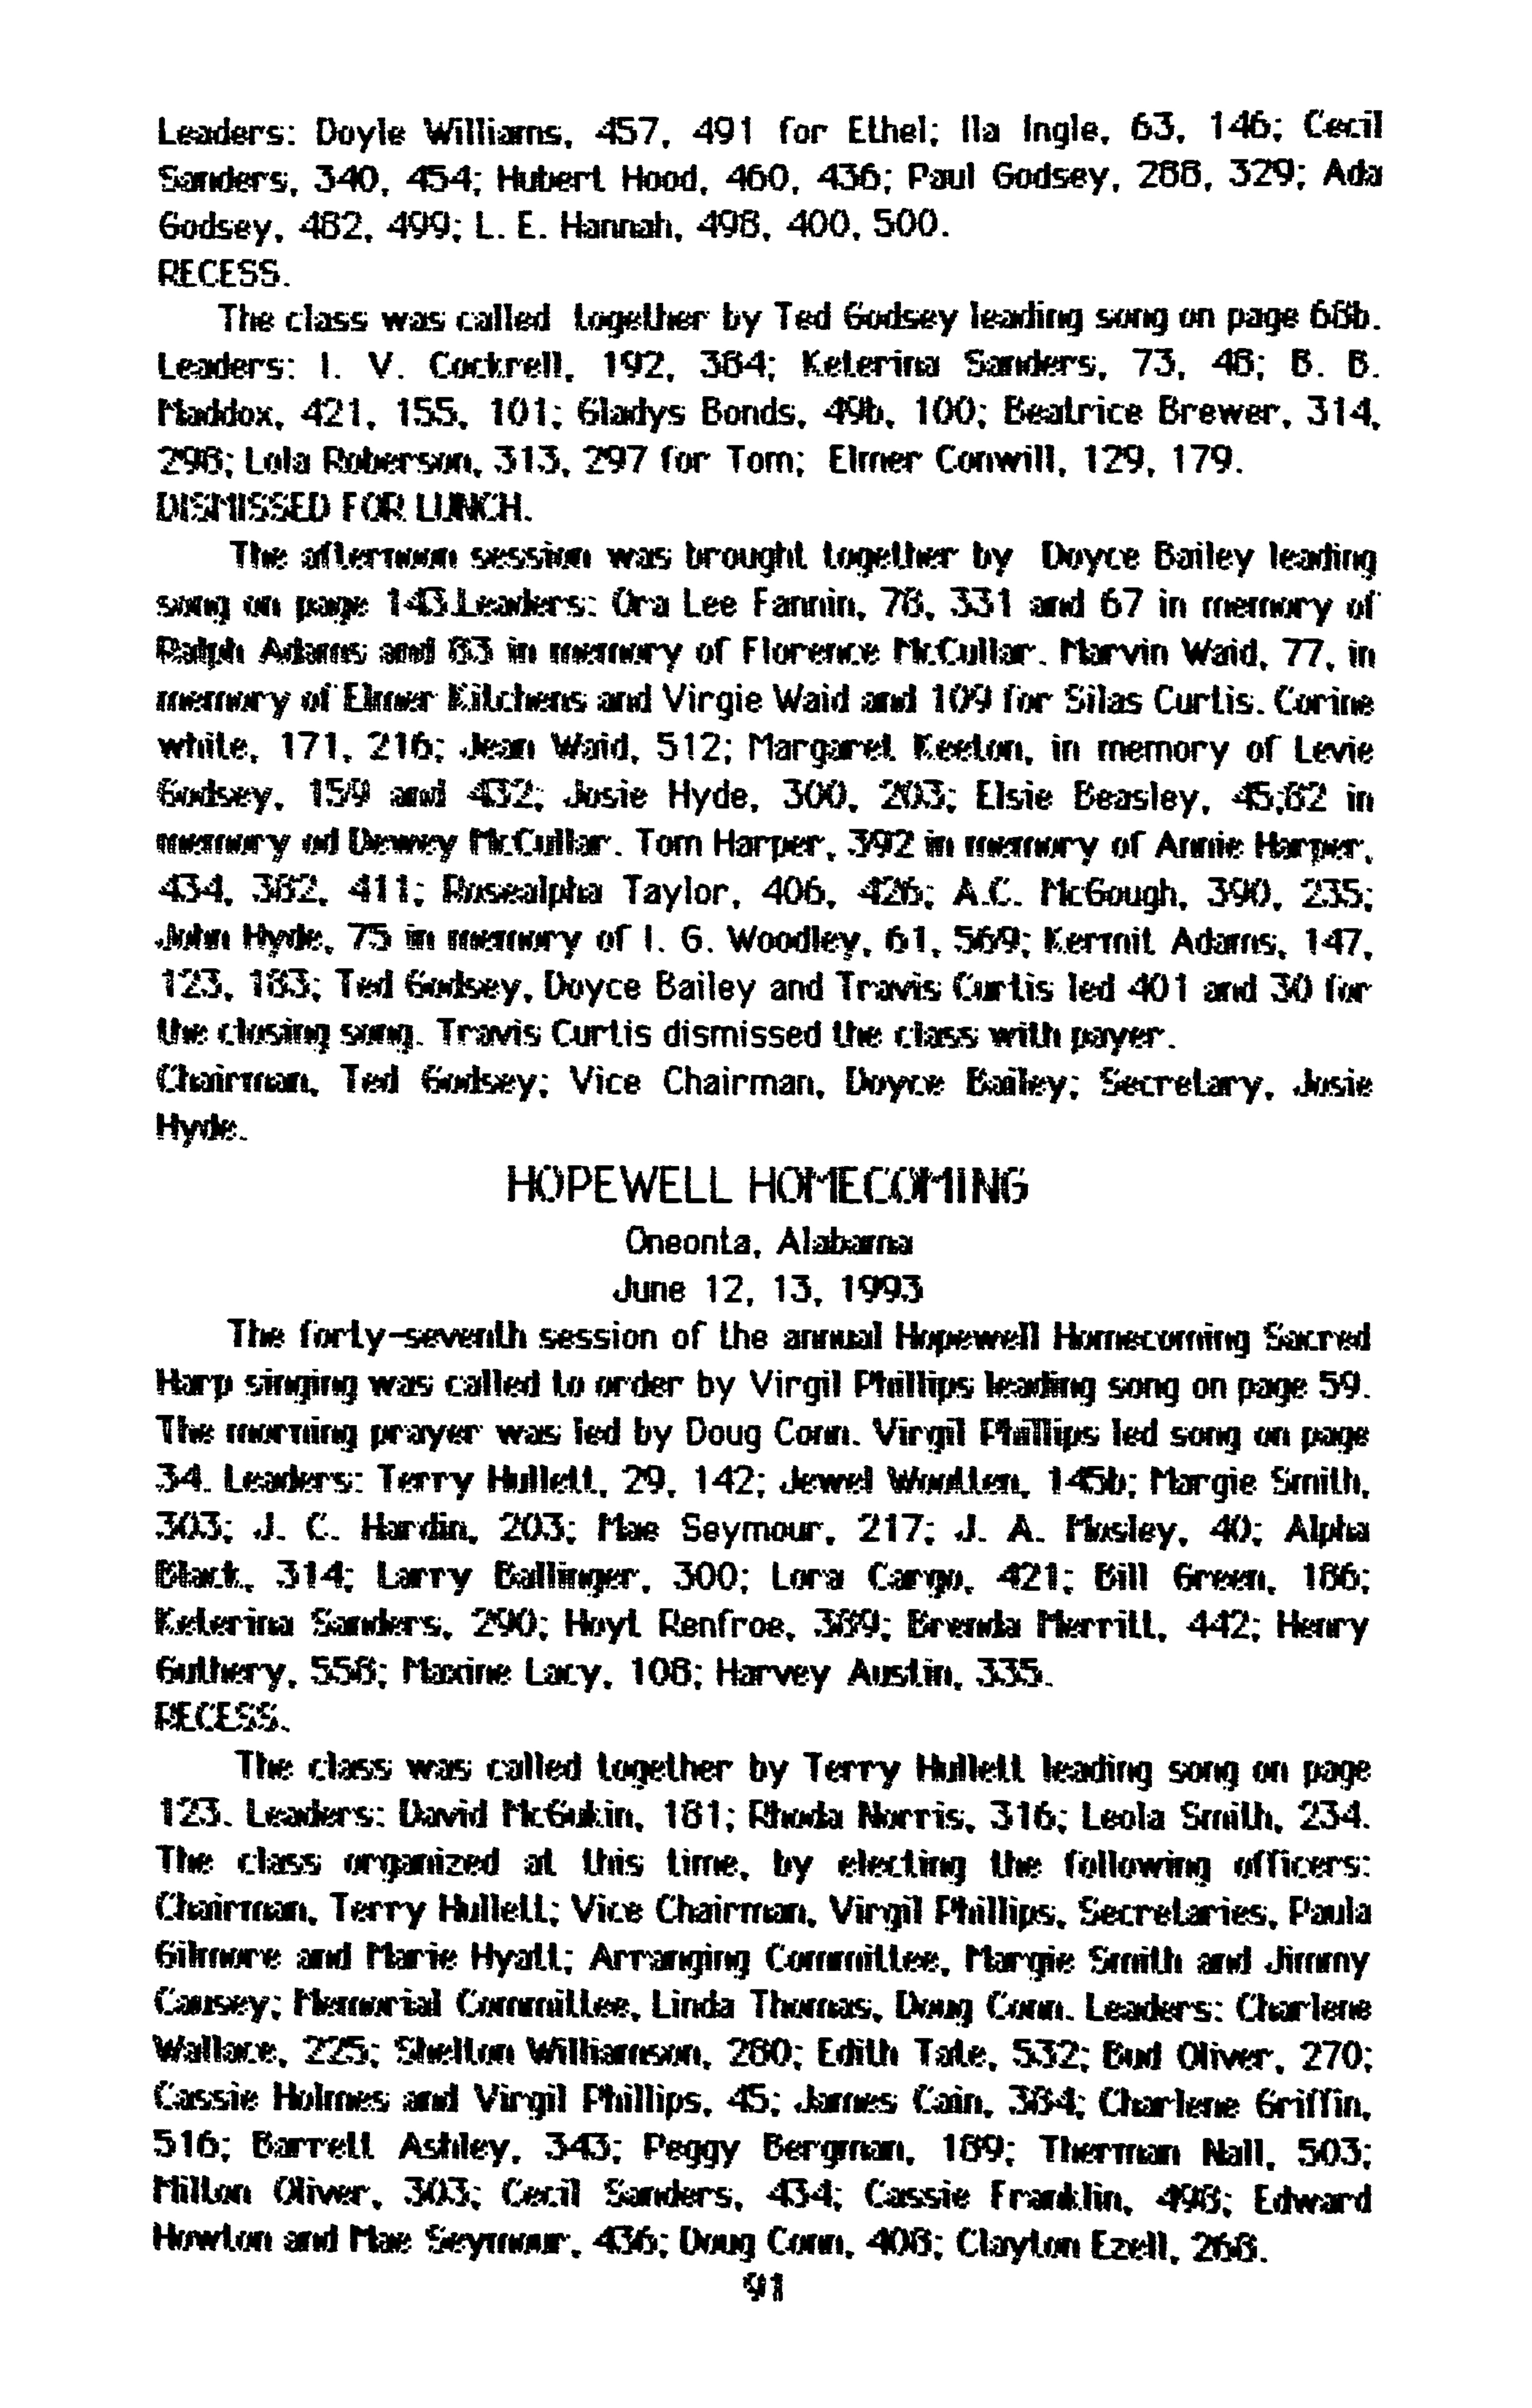 Leaders: Doyle Williams, 457, 491 for Ethel; Ila Ingle, 63, 146; Cecil
Sanders, 340, 454; Hubert Hood, 460, 436; Paul Godsey, 288, 329; Ada
Godsey, 482, 499; L. E. Hannah, 498, 400, 500.
RECESS.
The class was called together by Ted Godsey leading song on page 68b.
Leaders: I. V. Cockrell, 192, 384; Keterina Sanders, 73, 48; B. B.
Maddox, 421, 155, 101; Gladys Bonds, 49b, 100; Beatrice Brewer, 314,
298; Lola Roberson, 313, 297 for Tom; Elmer Conwill, 129, 179.
DISMISSED FOR LUNCH.
The afternoon session was brought together by Doyce Bailey leading
song on page 143.Leaders: Ora Lee Fannin, 78, 331 and 67 in memory of
Ralph Adams and 83 in memory of Florence McCullar. Marvin Waid, 77, in
memory of Elmer Kitchens and Virgie Waid and 109 for Silas Curtis. Corine
white, 171, 216; Jean Waid, 512; Margaret Keeton, in memory of Levie
Godsey, 159 and 432; Josie Hyde, 300, 203; Elsie Beasley, 45;82 in
memory od Dewey McCullar. Tom Harper, 392 in memory of Annie Harper,
434, 382, 411; Rosealpha Taylor, 406, 426; A.C. McGough, 390, 235;
John Hyde, 75 in memory of I. G. Woodley, 61, 569; Kermit Adams, 147,
123, 183; Ted Godsey, Doyce Bailey and Travis Curtis led 401 and 30 for
the closing song. Travis Curtis dismissed the class with payer.
Chairman, Ted Godsey; Vice Chairman, Doyce Bailey; Secretary, Josie
Hyde.
HOPEWELL HOMECOMING
Oneonta, Alabama
June 12, 13, 1993
The forty-seventh session of the annual Hopewell Homecoming Sacred
Harp singing was called to order by Virgil Phillips leading song on page 59.
The morning prayer was led by Doug Conn. Virgil Phillips led song on page
34. Leaders: Terry Hullett, 29, 142; Jewel Wootten, 145b; Margie Smith,
303; J. C. Hardin, 203; Mae Seymour, 217; J. A. Mosley, 40; Alpha
Black, 314; Larry Ballinger, 300; Lora Cargo, 421; Bill Green, 186;
Keterina Sanders, 290; Hoyt Renfroe, 389; Brenda Merritt, 442; Henry
Guthery, 558; Maxine Lacy, 108; Harvey Austin, 335.
RECESS.
The class was called together by Terry Hullett leading song on page
123. Leaders: David McGukin, 181; Rhoda Norris, 316; Leola Smith, 234.
The class organized at this time, by electing the following officers:
Chairman, Terry Hullett; Vice Chairman, Virgil Phillips, Secretaries, Paula
Gilmore and Marie Hyatt; Arranging Committee, Margie Smith and Jimmy
Causey; Memorial Committee, Linda Thomas, Doug Conn. Leaders: Charlene
Wallace, 225; Shelton Williamson, 280; Edith Tate, 532; Bud Oliver, 270;
Cassie Holmes and Virgil Phillips, 45; James Cain, 384; Charlene Griffin,
516; Barrett Ashley, 343; Peggy Bergman, 189; Therman Nall, 503;
Milton Oliver, 303; Cecil Sanders, 434; Cassie Franklin, 498; Edward
Howton and Mae Seymour, 436; Doug Conn, 408; Clayton Ezell, 268.
91